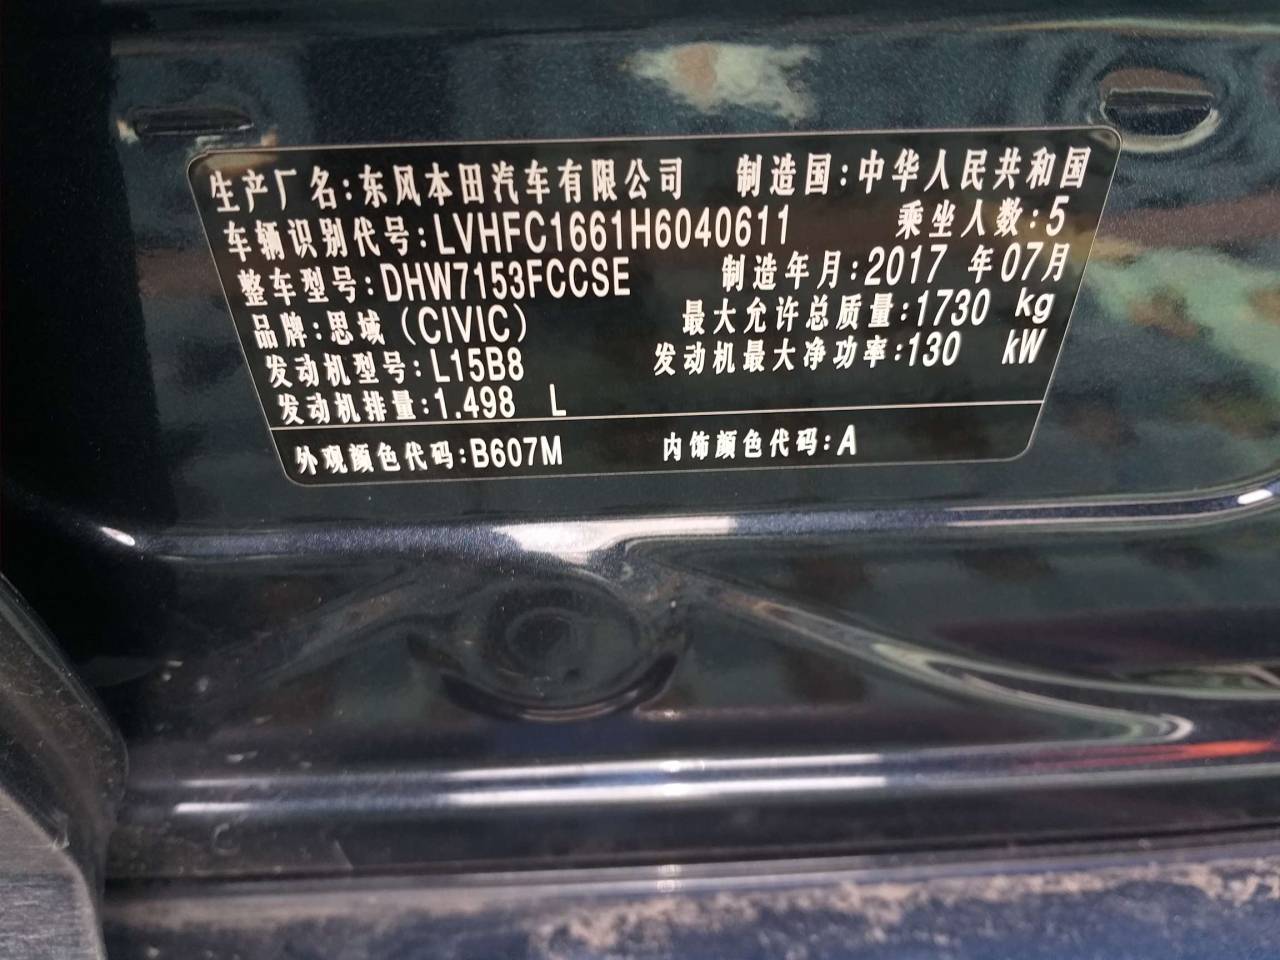 生产厂名:东风本田汽车有限公司 制造国:中华人民共和国
车辆识别代号:LVHFC1661H6040611 乘坐人数:5
整车型号:DHW7153FCCSE 制造年月:2017 年07月
品牌:思域(CIVIC) 最大允许总质量:1730 kg
发动机型号:L15B8 发动机最大净功率:130 kW
发动机排量:1.498 L
外观颜色代码:B607M 内饰颜色代码:A